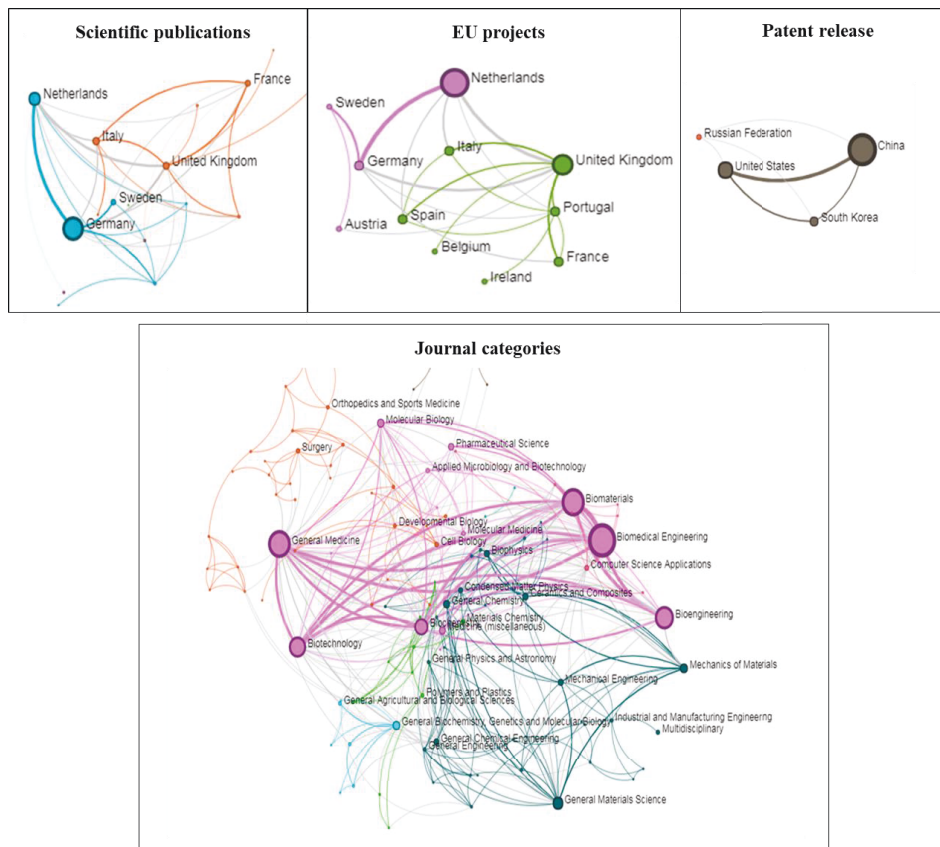 Scientific publications
Netherlands
France
Italy
United Kingdom
Sweden
Germany
EU projects
Netherlands
Sweden
Italy
Germany
United Kingdom
Spain
Portugal
Austria
Belgium
France
Ireland
Patent release
Russian Federation
China
United States
South Korea
Journal categories
Orthopedics and Sports Medicine
Molecular Biology
Surgery
Pharmaceutical Science
Applied Microbiology and Biotechnology
Biomaterials
Developmental Biology
Molecular Medicine
General Medicine
Cell Biology
Biomedical Engineering
Biophysics
Computer Science Applications
Condensed Matter Physics
Ceramics and Composites
General Chemistry
Bioengineering
Materials Chemistry
Biochemistry
Medicine (miscellaneous)
Biotechnology
General Physics and Astronomy
Mechanics of Materials
Mechanical Engineering
Polymers and Plastics
General Agricultural and Biological Sciences
General Biochemistry, Genetics and Molecular Biology
Industrial and Manufacturing Engineerng
Multidisciplinary
General Chemical Engineering
General Engineering
General Materials Science